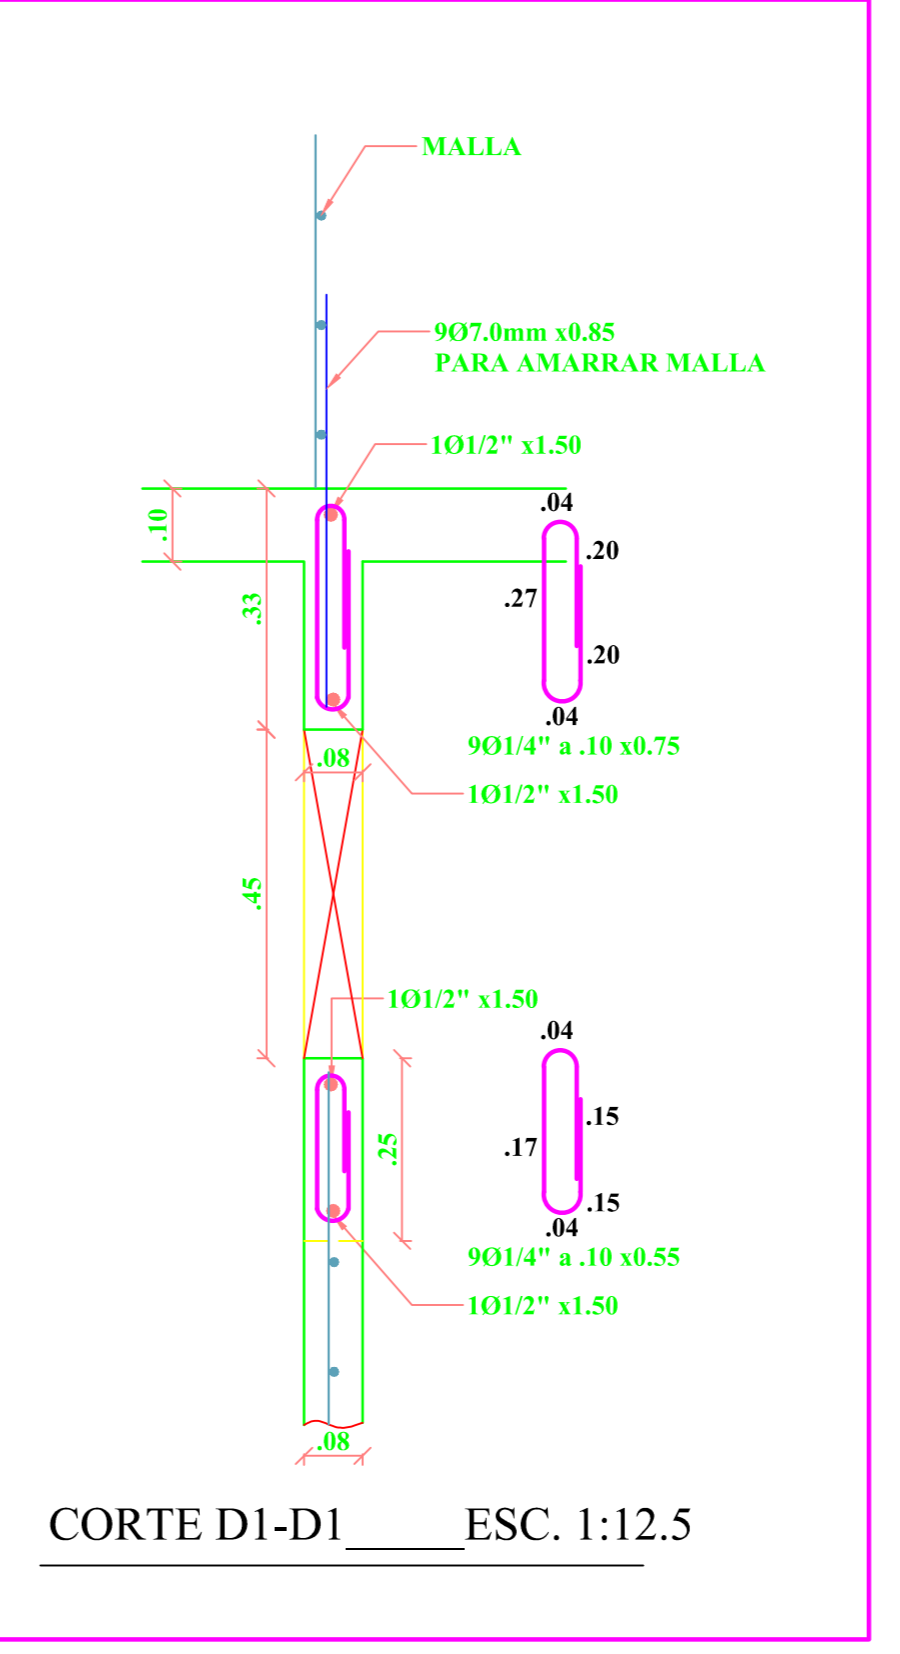 MALLA
9Ø7.0mm x0.85
PARA AMARRAR MALLA
1Ø1/2" x1.50
.10
.33
.04
.20
.27
.20
.04
9Ø1/4" a .10 x0.75
.08
1Ø1/2" x1.50
.45
1Ø1/2" x1.50
.04
.15
.25
.17
.15
.04
9Ø1/4" a .10 x0.55
1Ø1/2" x1.50
.08
CORTE D1-D1_____ESC. 1:12.5